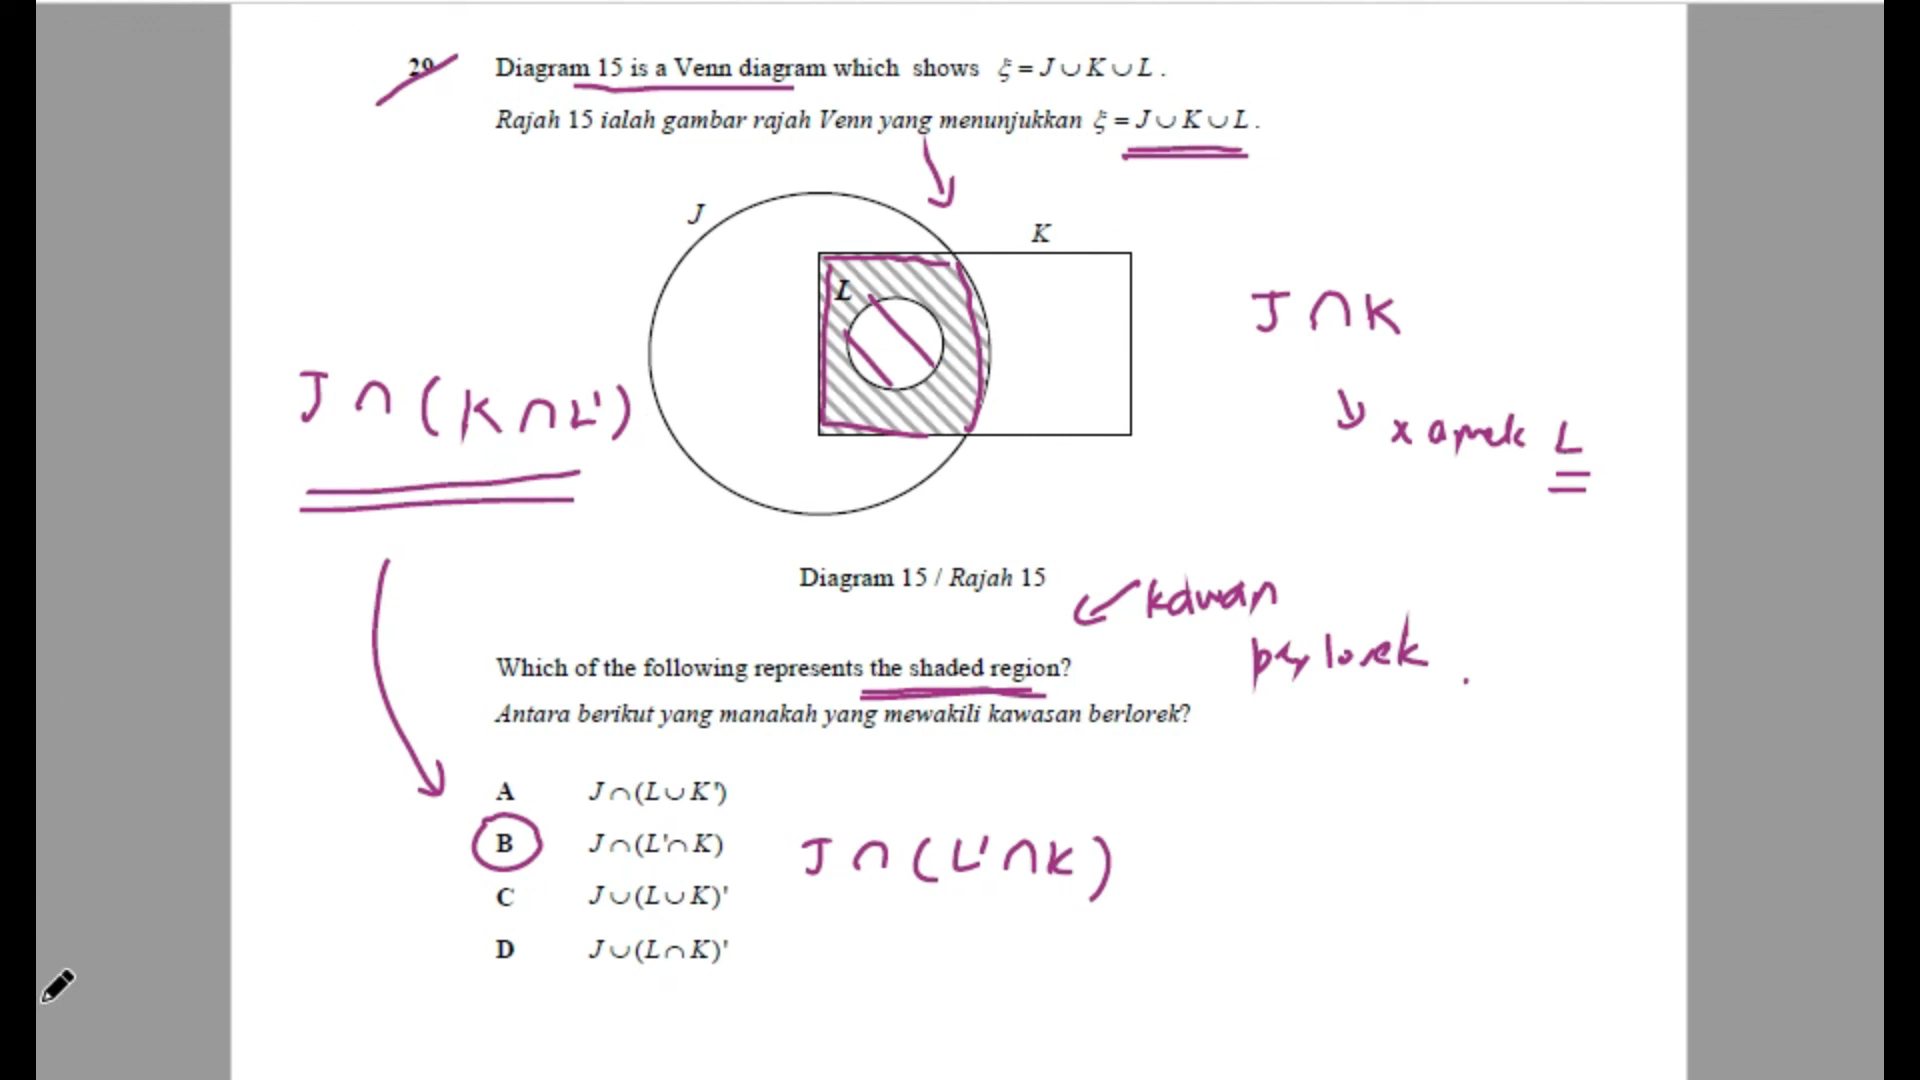 29 Diagram 15 is a Venn diagram which shows ξ = J ∪ K ∪ L .
Rajah 15 ialah gambar rajah Venn yang menunjukkan ξ = J ∪ K ∪ L .
J
K
L
J ∩ K
J ∩ (K ∩ L')
x amek L
Diagram 15 / Rajah 15
kawan
berlorek .
Which of the following represents the shaded region?
Antara berikut yang manakah yang mewakili kawasan berlorek?
A J ∩ (L ∪ K')
B J ∩ (L' ∩ K) J ∩ (L' ∩ K)
C J ∪ (L ∪ K)'
D J ∪ (L ∩ K)'